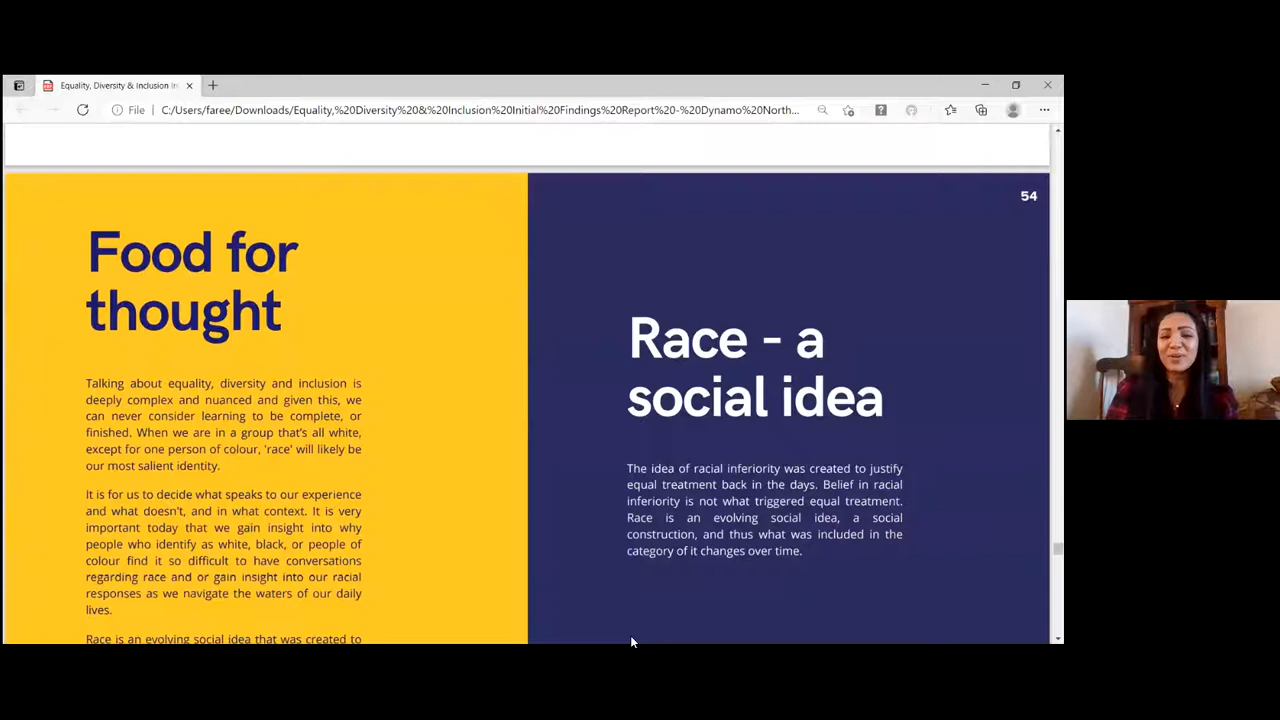 Equality, Diversity & Inclusion In
File
C:/Users/faree/Downloads/Equality,%20Diversity%20&%20Inclusion%20Initial%20Findings%20Report%20-%20Dynamo%20North...
54
Food for
thought
Talking about equality, diversity and inclusion is
deeply complex and nuanced and given this, we
can never consider learning to be complete, or
finished. When we are in a group that's all white,
except for one person of colour, 'race' will likely be
our most salient identity.
It is for us to decide what speaks to our experience
and what doesn't, and in what context. It is very
important today that we gain insight into why
people who identify as white, black, or people of
colour find it so difficult to have conversations
regarding race and or gain insight into our racial
responses as we navigate the waters of our daily
lives.
Race is an evolving social idea that was created to
Race - a
social idea
The idea of racial inferiority was created to justify
equal treatment back in the days. Belief in racial
inferiority is not what triggered equal treatment.
Race is an evolving social idea, a social
construction, and thus what was included in the
category of it changes over time.